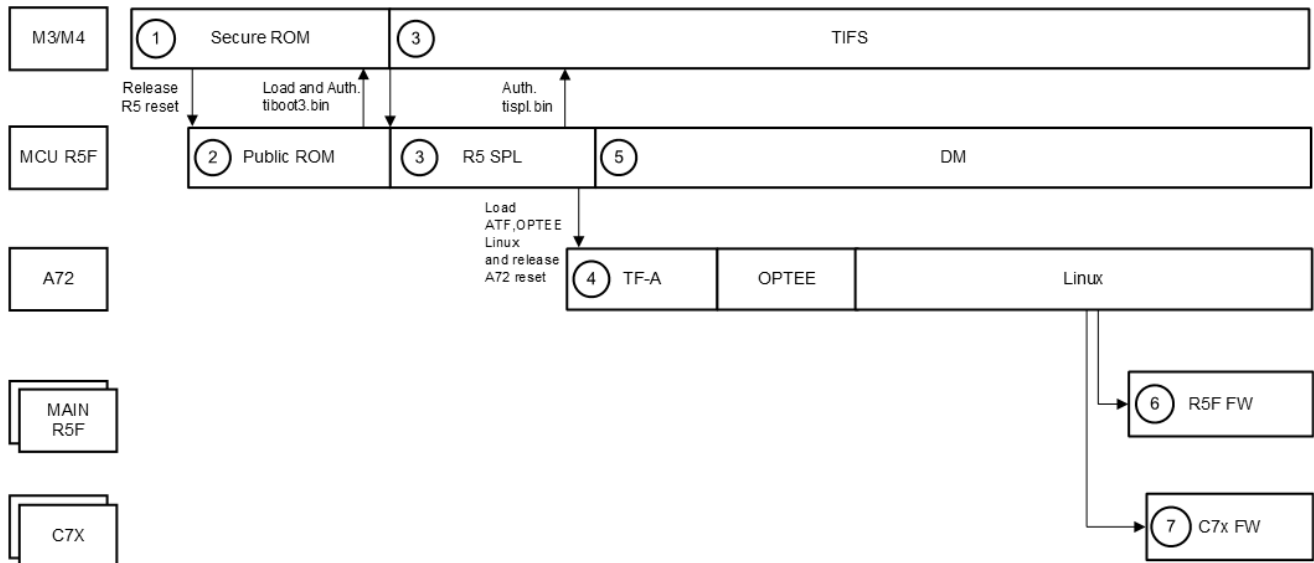 M3/M4
1
Secure ROM
3
TIFS
Release
R5 reset
Load and Auth.
tiboot3.bin
Auth.
tispl.bin
MCU R5F
2
Public ROM
3
R5 SPL
5
DM
Load
ATF,OPTEE
Linux
and release
A72 reset
A72
4
TF-A
OPTEE
Linux
MAIN
R5F
6
R5F FW
C7X
7
C7x FW